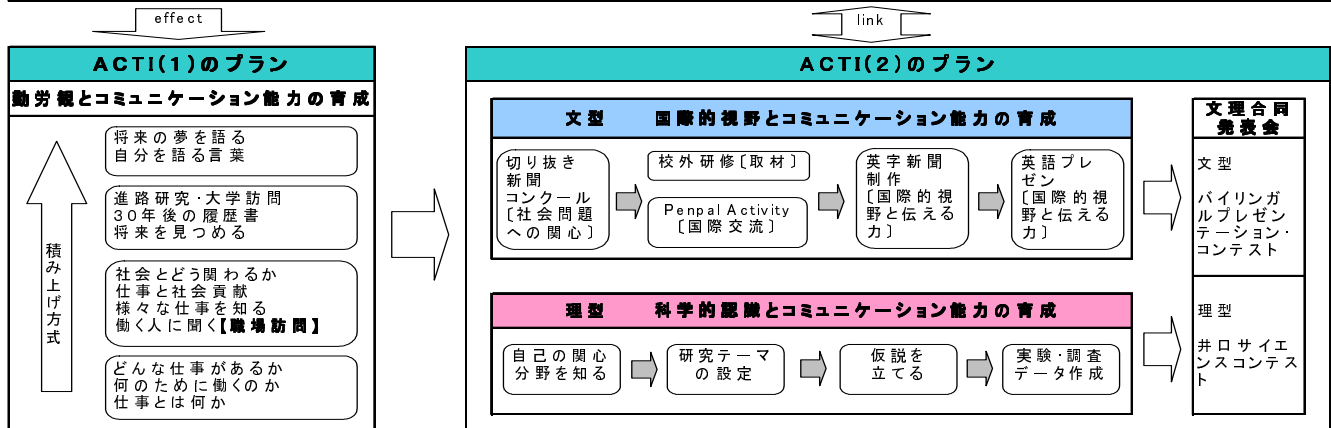 effect
link
ACTI(1)のプラン
勤労観とコミュニケーション能力の育成
積み上げ方式
将来の夢を語る
自分を語る言葉
進路研究・大学訪問
30年後の履歴書
将来を見つめる
社会とどう関わるか
仕事と社会貢献
様々な仕事を知る
働く人に聞く【職場訪問】
どんな仕事があるか
何のために働くのか
仕事とは何か
ACTI(2)のプラン
文型 国際的視野とコミュニケーション能力の育成
切り抜き
新聞
コンクール
〔社会問題
への関心〕
校外研修〔取材〕
Penpal Activity
〔国際交流〕
英字新聞
制作
〔国際的視
野と伝える
力〕
英語プレ
ゼン
〔国際的視
野と伝える
力〕
理型 科学的認識とコミュニケーション能力の育成
自己の関心
分野を知る
研究テーマ
の設定
仮説を
立てる
実験・調査
データ作成
文理合同
発表会
文型
バイリンガ
ルプレゼン
テーション・
コンテスト
理型
井口サイエ
ンスコンテス
ト